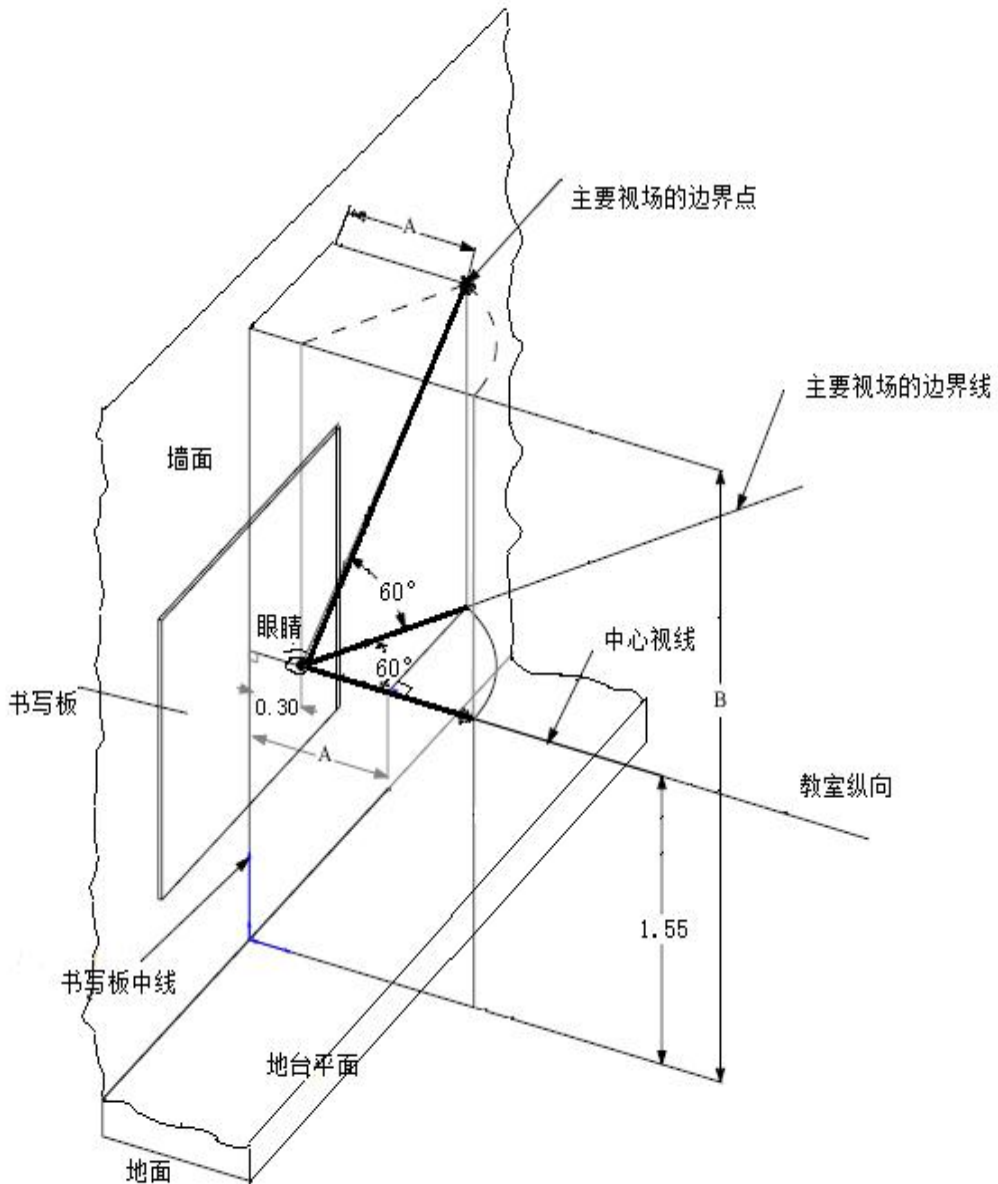 主要视场的边界点
A
主要视场的边界线
墙面
60°
眼睛
60°
中心视线
书写板
0.30
B
A
教室纵向
1.55
书写板中线
地台平面
地面